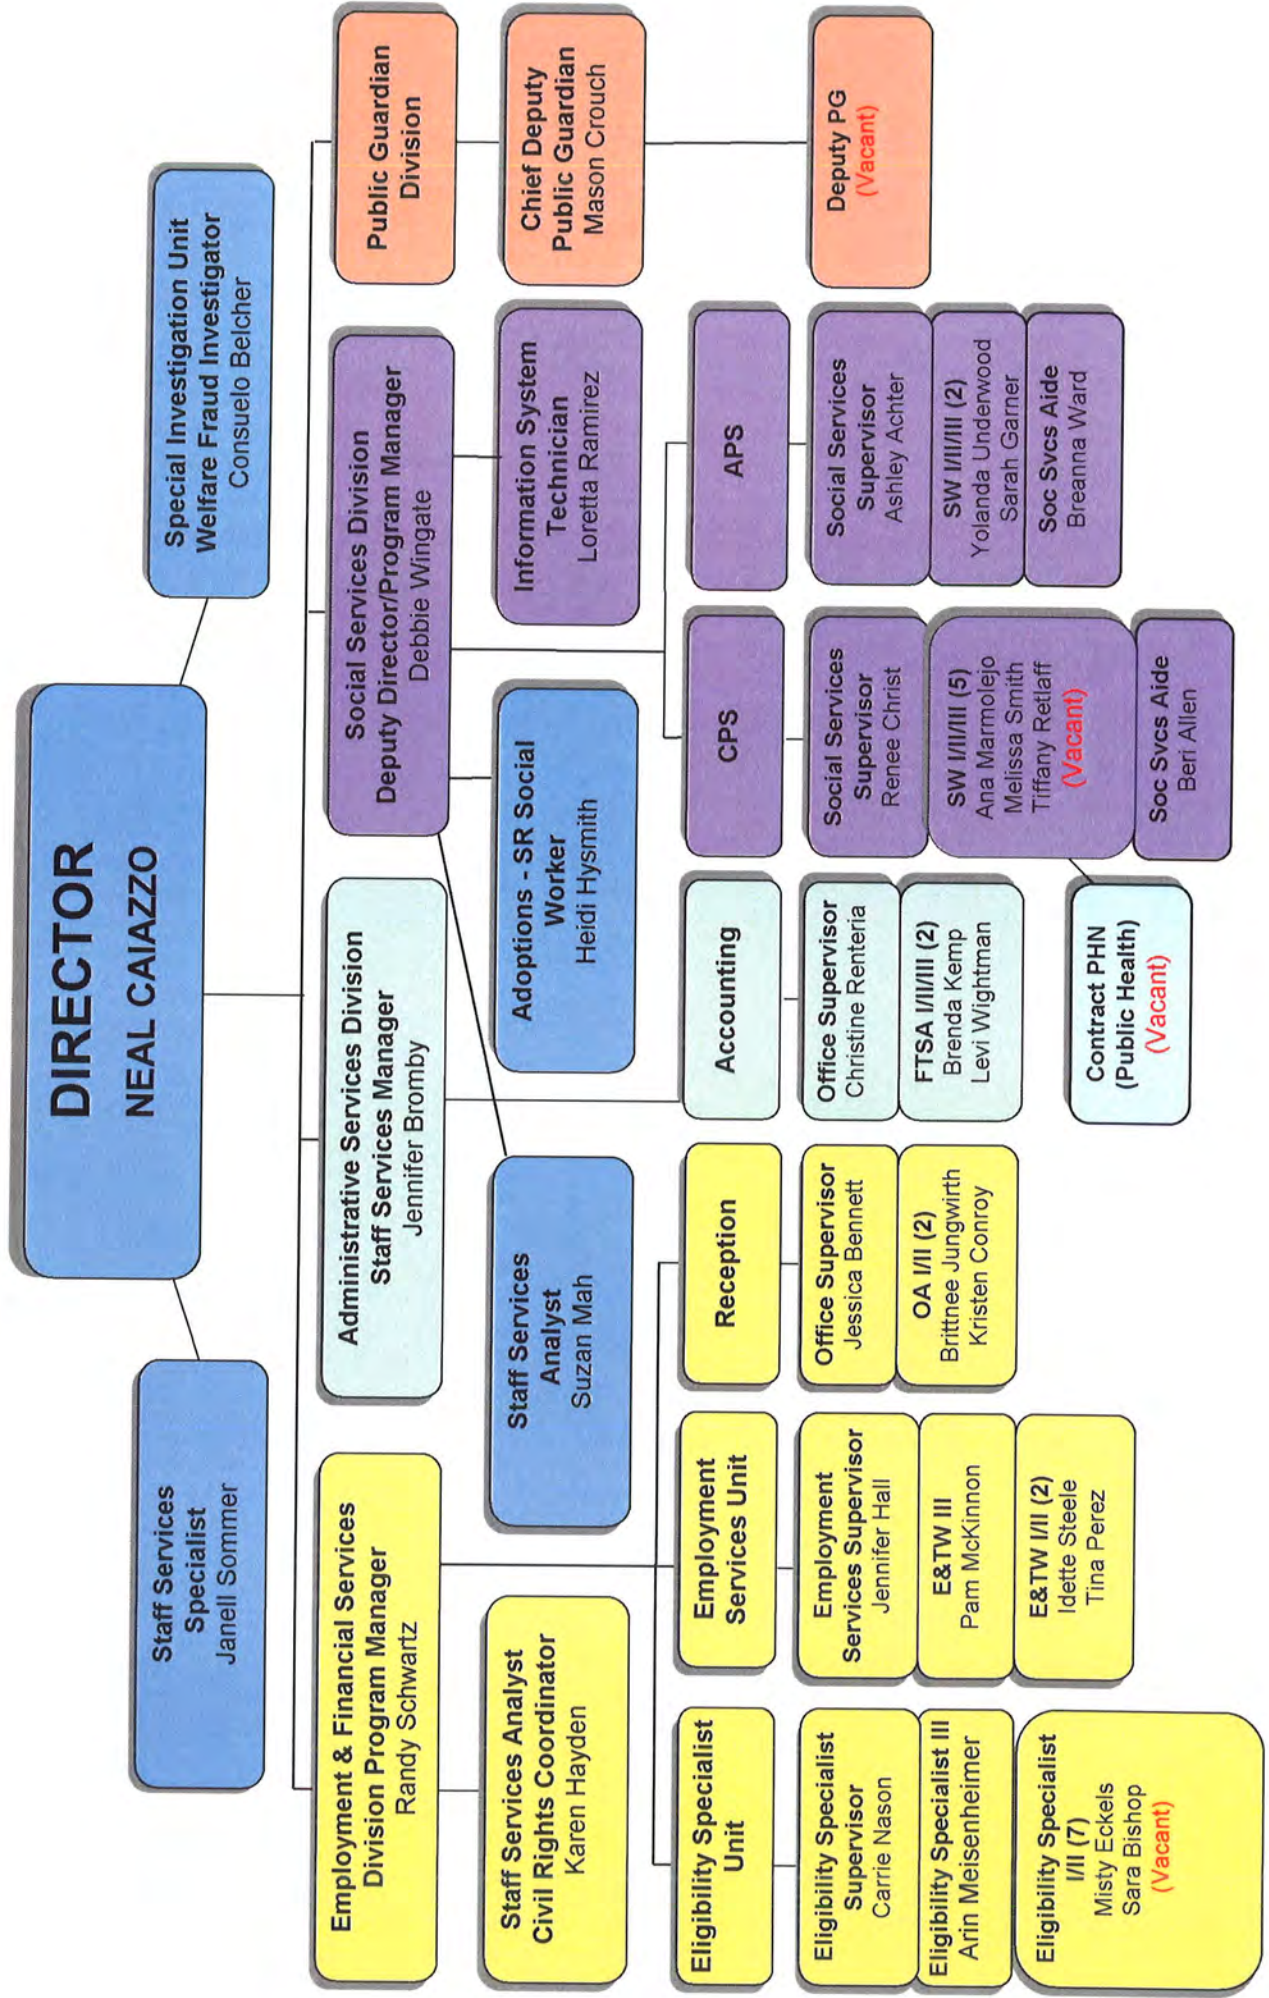 DIRECTOR
NEAL CAIAZZO
Staff Services
Specialist
Janell Sommer
Special Investigation Unit
Welfare Fraud Investigator
Consuelo Belcher
Employment & Financial Services
Division Program Manager
Randy Schwartz
Administrative Services Division
Staff Services Manager
Jennifer Bromby
Social Services Division
Deputy Director/Program Manager
Debbie Wingate
Public Guardian
Division
Staff Services Analyst
Civil Rights Coordinator
Karen Hayden
Staff Services
Analyst
Suzan Mah
Adoptions - SR Social
Worker
Heidi Hysmith
Information System
Technician
Loretta Ramirez
Chief Deputy
Public Guardian
Mason Crouch
Eligibility Specialist
Unit
Employment
Services Unit
Reception
Accounting
CPS
APS
Eligibility Specialist
Supervisor
Carrie Nason
Eligibility Specialist III
Arin Meisenheimer
Eligibility Specialist
I/II (7)
Misty Eckels
Sara Bishop
(Vacant)
Employment
Services Supervisor
Jennifer Hall
E&TW III
Pam McKinnon
E&TW I/II (2)
Idette Steele
Tina Perez
Office Supervisor
Jessica Bennett
OA I/II (2)
Brittnee Jungwirth
Kristen Conroy
Office Supervisor
Christine Renteria
FTSA I/II/III (2)
Brenda Kemp
Levi Wightman
Contract PHN
(Public Health)
(Vacant)
Social Services
Supervisor
Renee Christ
SW I/II/III (5)
Ana Marmolejo
Melissa Smith
Tiffany Retlaff
(Vacant)
Soc Svcs Aide
Beri Allen
Social Services
Supervisor
Ashley Achter
SW I/II/III (2)
Yolanda Underwood
Sarah Garner
Soc Svcs Aide
Breanna Ward
Deputy PG
(Vacant)